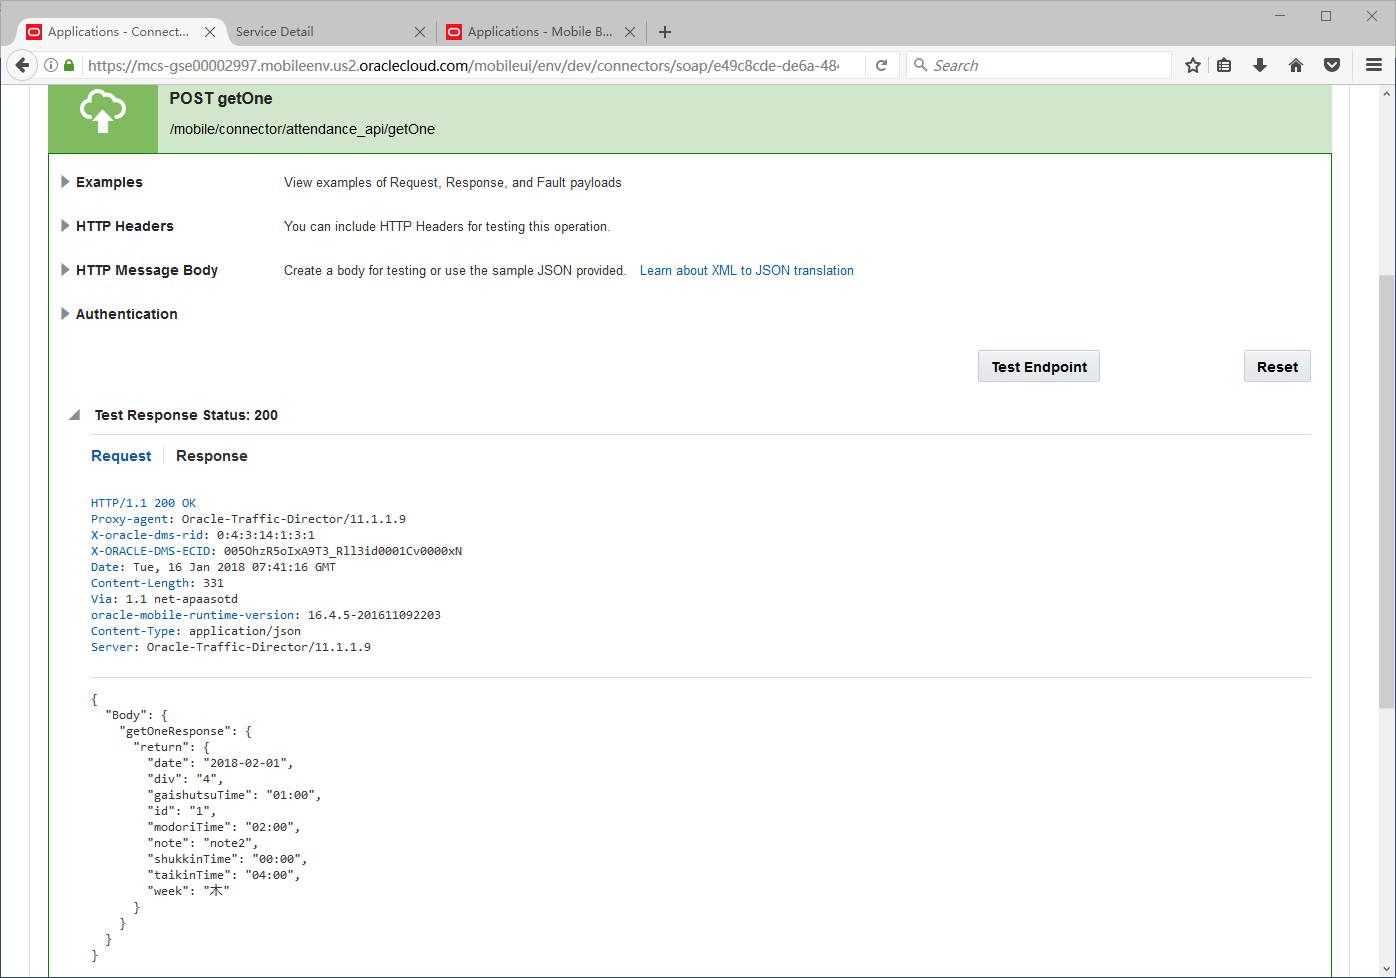 Applications - Connect...
Service Detail
Applications - Mobile B...
https://mcs-gse00002997.mobileenv.us2.oraclecloud.com/mobileui/env/dev/connectors/soap/e49c8cde-de6a-484
Search
POST getOne
/mobile/connector/attendance_api/getOne
Examples View examples of Request, Response, and Fault payloads
HTTP Headers You can include HTTP Headers for testing this operation.
HTTP Message Body Create a body for testing or use the sample JSON provided. Learn about XML to JSON translation
Authentication
Test Endpoint Reset
Test Response Status: 200
Request Response
HTTP/1.1 200 OK
Proxy-agent: Oracle-Traffic-Director/11.1.1.9
X-oracle-dms-rid: 0:4:3:14:1:3:1
X-ORACLE-DMS-ECID: 005OhzR5oIxA9T3_Rll3id0001Cv0000xN
Date: Tue, 16 Jan 2018 07:41:16 GMT
Content-Length: 331
Via: 1.1 net-apaasotd
oracle-mobile-runtime-version: 16.4.5-201611092203
Content-Type: application/json
Server: Oracle-Traffic-Director/11.1.1.9
{
"Body": {
"getOneResponse": {
"return": {
"date": "2018-02-01",
"div": "4",
"gaishutsuTime": "01:00",
"id": "1",
"modoriTime": "02:00",
"note": "note2",
"shukkinTime": "00:00",
"taikinTime": "04:00",
"week": "木"
}
}
}
}